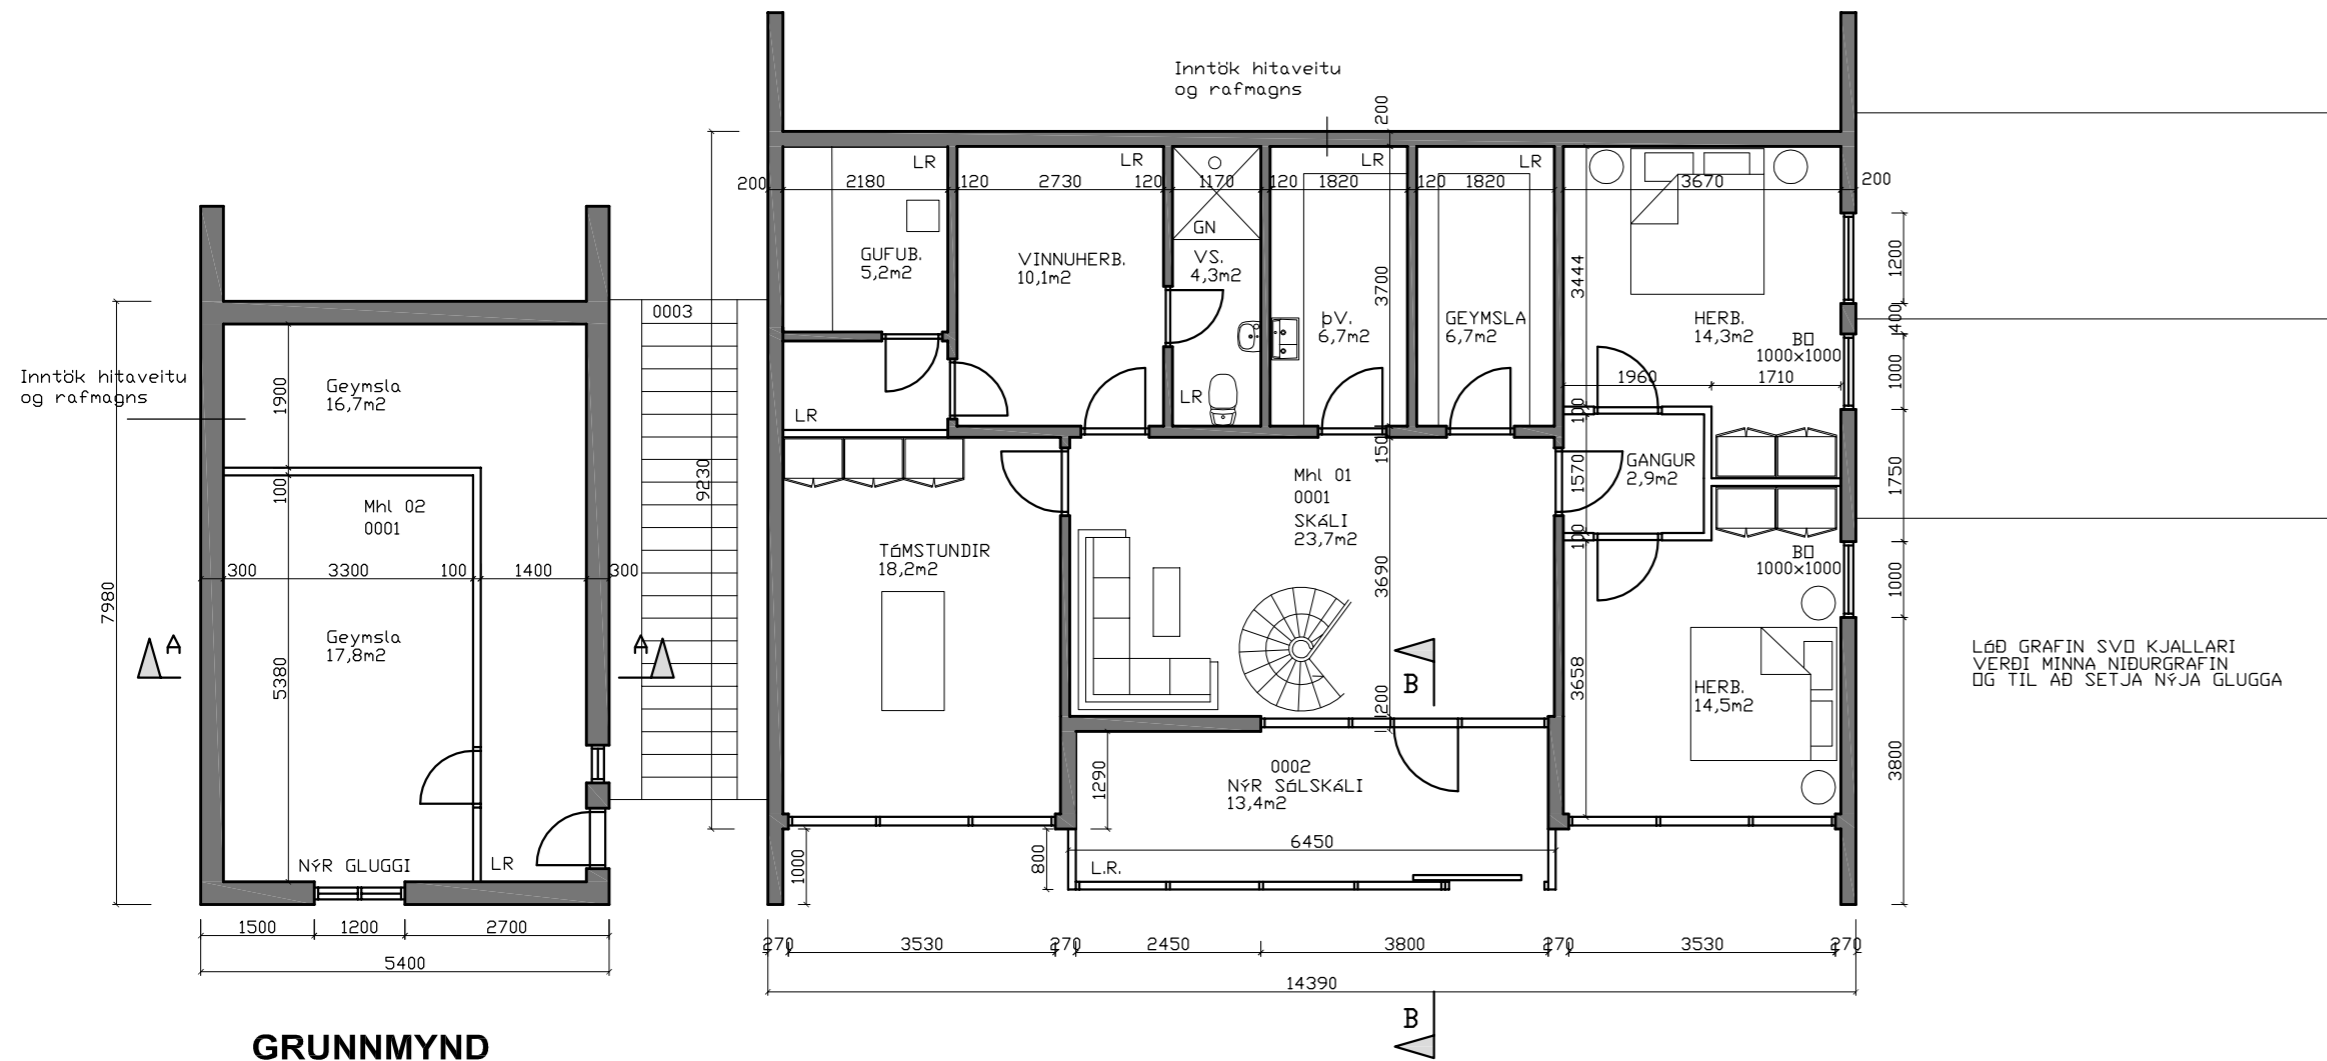 Inntök hitaveitu
og rafmagns
200
200
2180
120
2730
120
1170
120
1820
120
1820
3670
200
LR
LR
LR
LR
GN
GUFUB.
5,2m2
VINNUHERB.
10,1m2
VS.
4,3m2
3700
ÞV.
6,7m2
GEYMSLA
6,7m2
3444
HERB.
14,3m2
BO
1000x1000
1200
400
1000
1960
1710
100
0003
Inntök hitaveitu
og rafmagns
1900
Geymsla
16,7m2
LR
LR
9230
150
Mhl 01
0001
SKÁLI
23,7m2
1570
GANGUR
2,9m2
1750
100
100
Mhl 02
0001
TÓMSTUNDIR
18,2m2
BO
1000x1000
300
3300
100
1400
300
3690
1000
7980
A
A
Geymsla
17,8m2
5380
B
200
3658
HERB.
14,5m2
LÓÐ GRAFIN SVO KJALLARI
VERÐI MINNA NIÐURGRAFIN
OG TIL AÐ SETJA NÝJA GLUGGA
3800
1290
0002
NÝR SÓLSKÁLI
13,4m2
6450
NÝR GLUGGI
LR
1000
800
L.R.
1500
1200
2700
5400
270
3530
270
2450
3800
270
3530
270
14390
B
GRUNNMYND